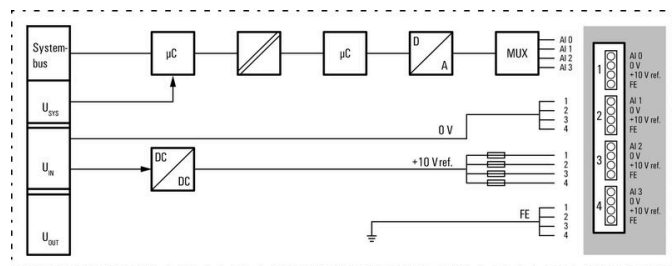 System-
bus
µC
µC
D
A
MUX
AI 0
AI 1
AI 2
AI 3
U SYS
0 V
1
2
3
4
U IN
DC
DC
+10 V ref.
1
2
3
4
FE
1
2
3
4
U OUT
1
AI 0
0 V
+10 V ref.
FE
2
AI 1
0 V
+10 V ref.
FE
3
AI 2
0 V
+10 V ref.
FE
4
AI 3
0 V
+10 V ref.
FE